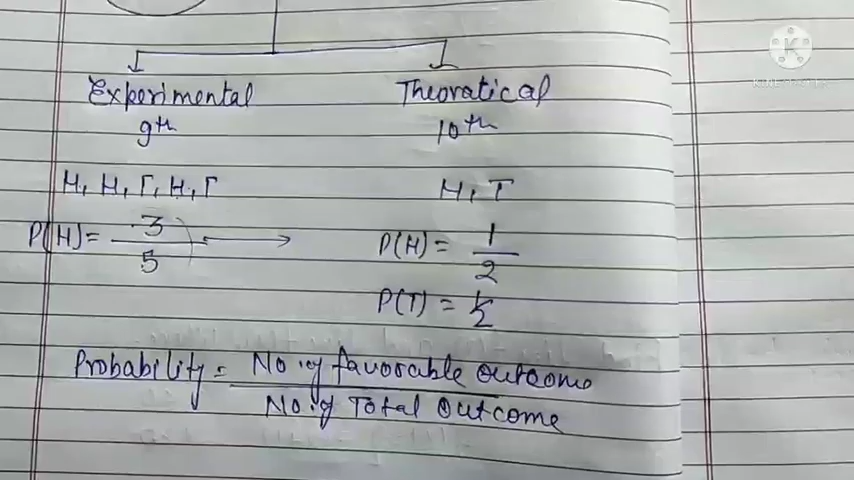 Experimental
9th
H, H, T, H, T
P(H) = 3/5
Theoratical
10th
H, T
P(H) = 1/2
P(T) = 1/2
Probability = No. of favorable outcome
No. of Total outcome